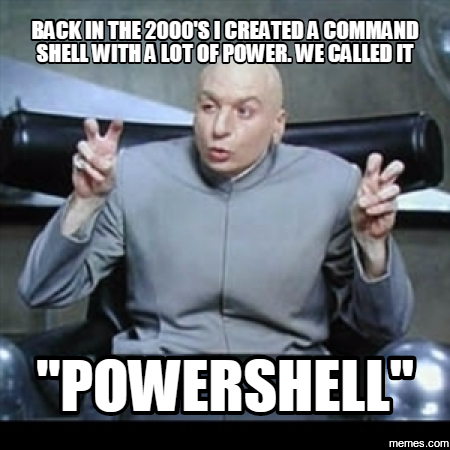 BACK IN THE 2000'S I CREATED A COMMAND
SHELL WITH A LOT OF POWER. WE CALLED IT
"POWERSHELL"
memes.com